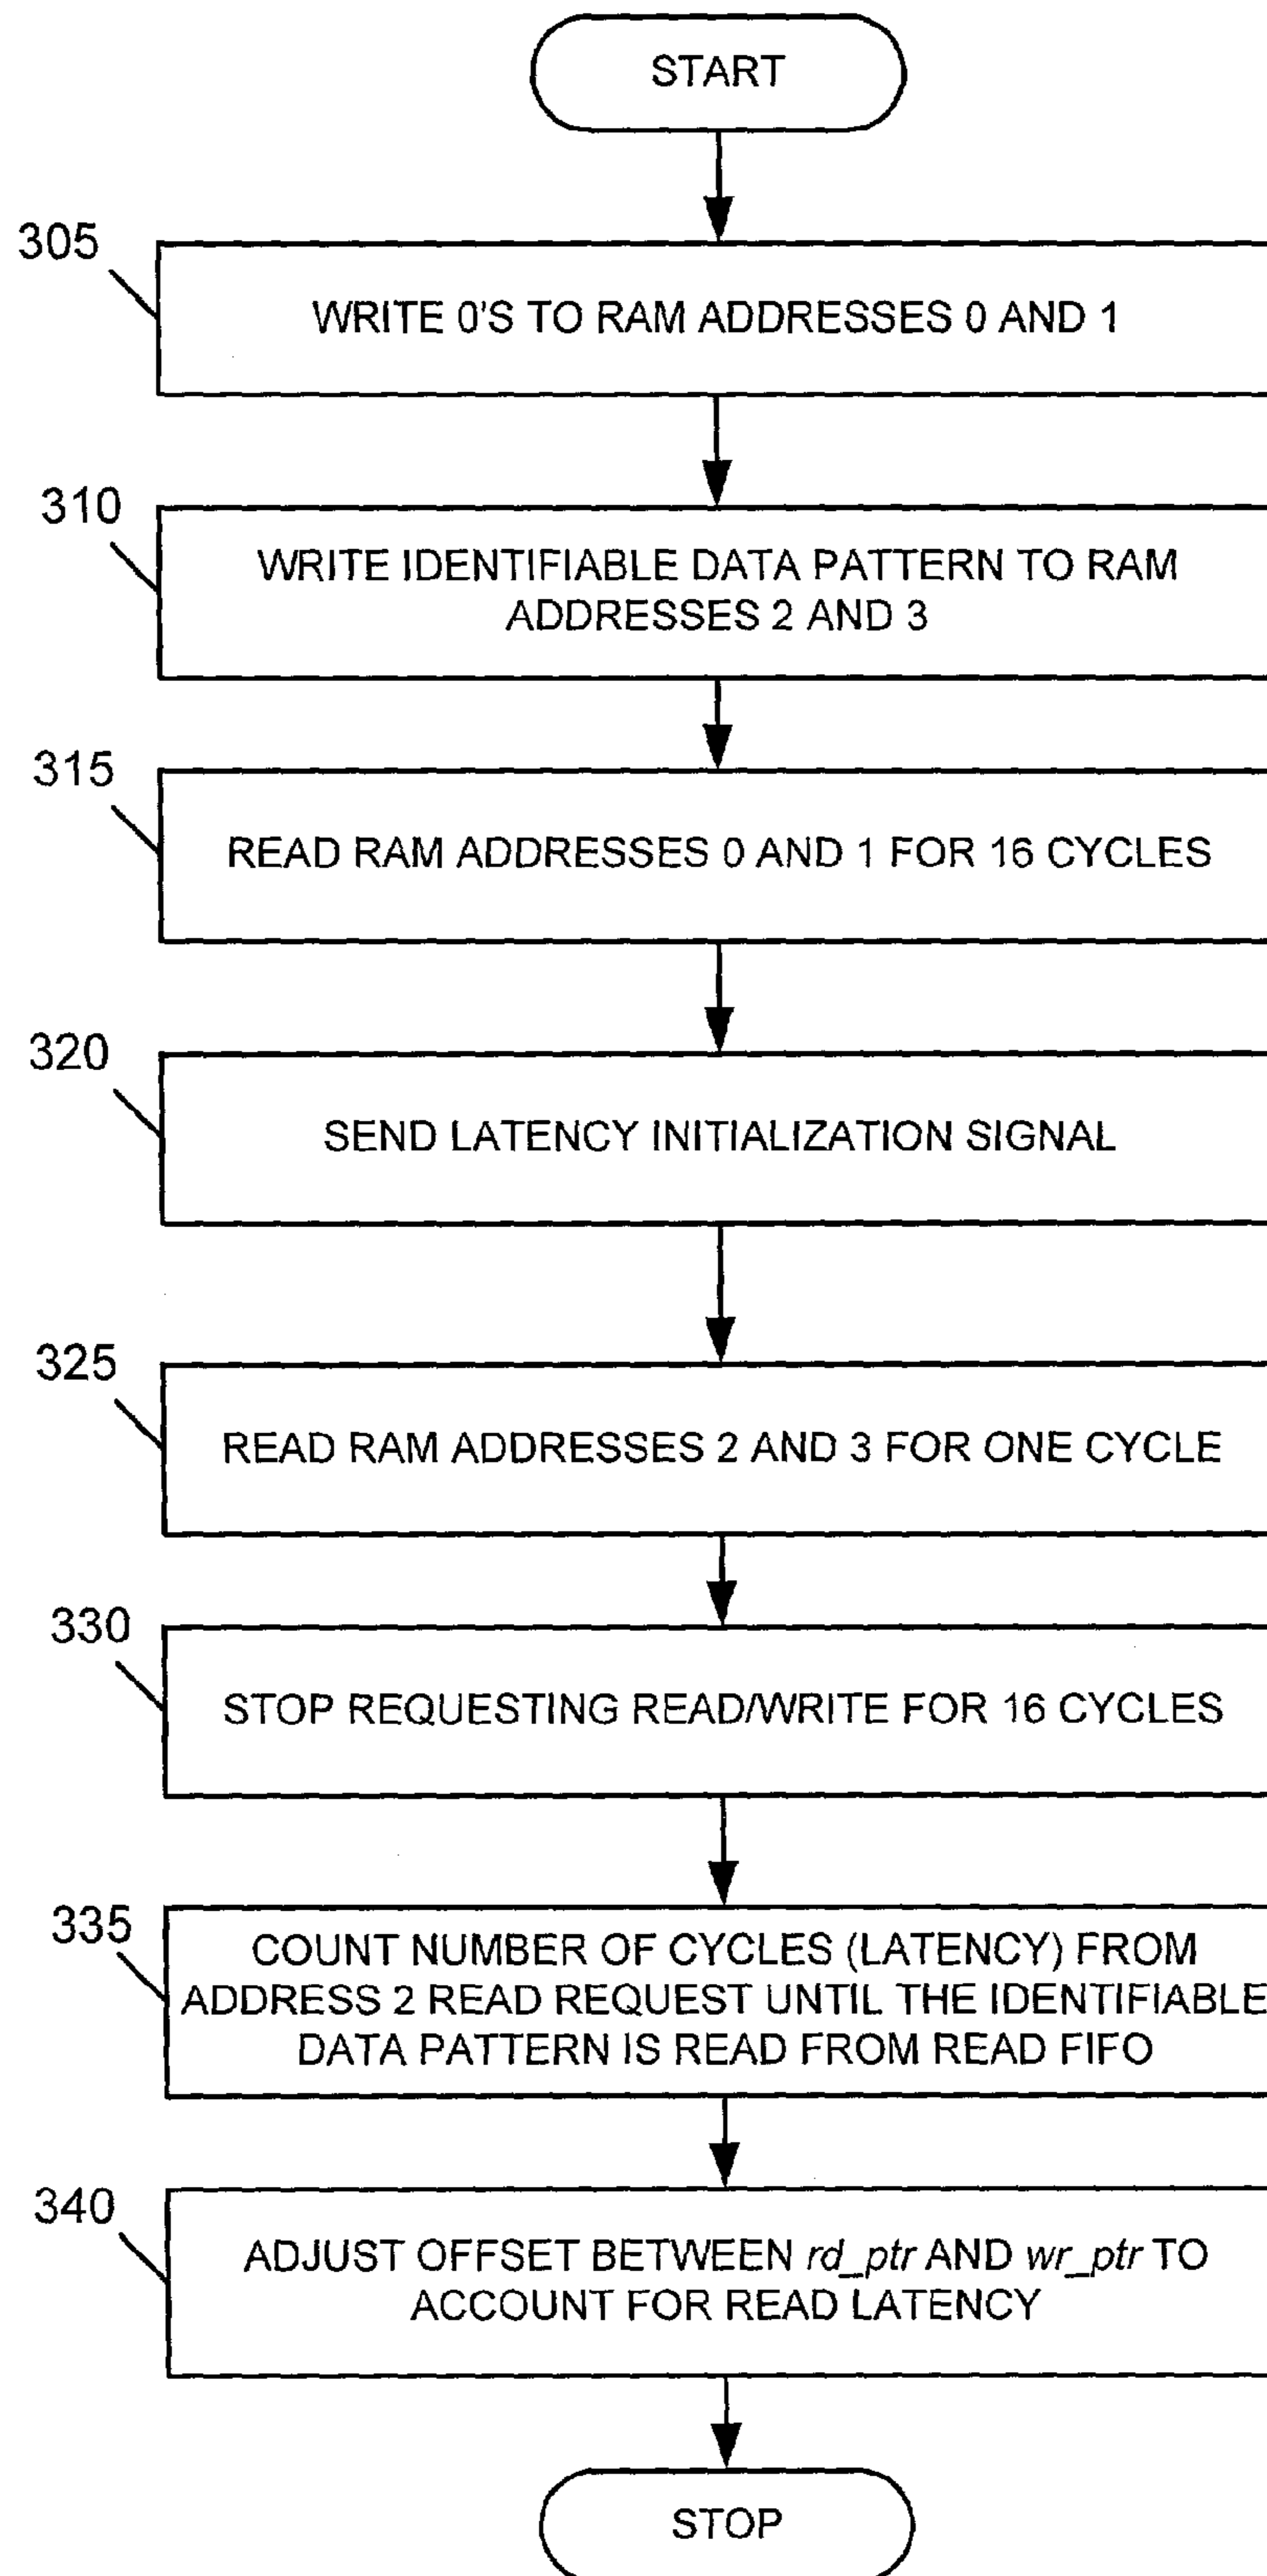 START
305
WRITE 0'S TO RAM ADDRESSES 0 AND 1
310
WRITE IDENTIFIABLE DATA PATTERN TO RAM
ADDRESSES 2 AND 3
315
READ RAM ADDRESSES 0 AND 1 FOR 16 CYCLES
320
SEND LATENCY INITIALIZATION SIGNAL
325
READ RAM ADDRESSES 2 AND 3 FOR ONE CYCLE
330
STOP REQUESTING READ/WRITE FOR 16 CYCLES
335
COUNT NUMBER OF CYCLES (LATENCY) FROM
ADDRESS 2 READ REQUEST UNTIL THE IDENTIFIABLE
DATA PATTERN IS READ FROM READ FIFO
340
ADJUST OFFSET BETWEEN rd_ptr AND wr_ptr TO
ACCOUNT FOR READ LATENCY
STOP